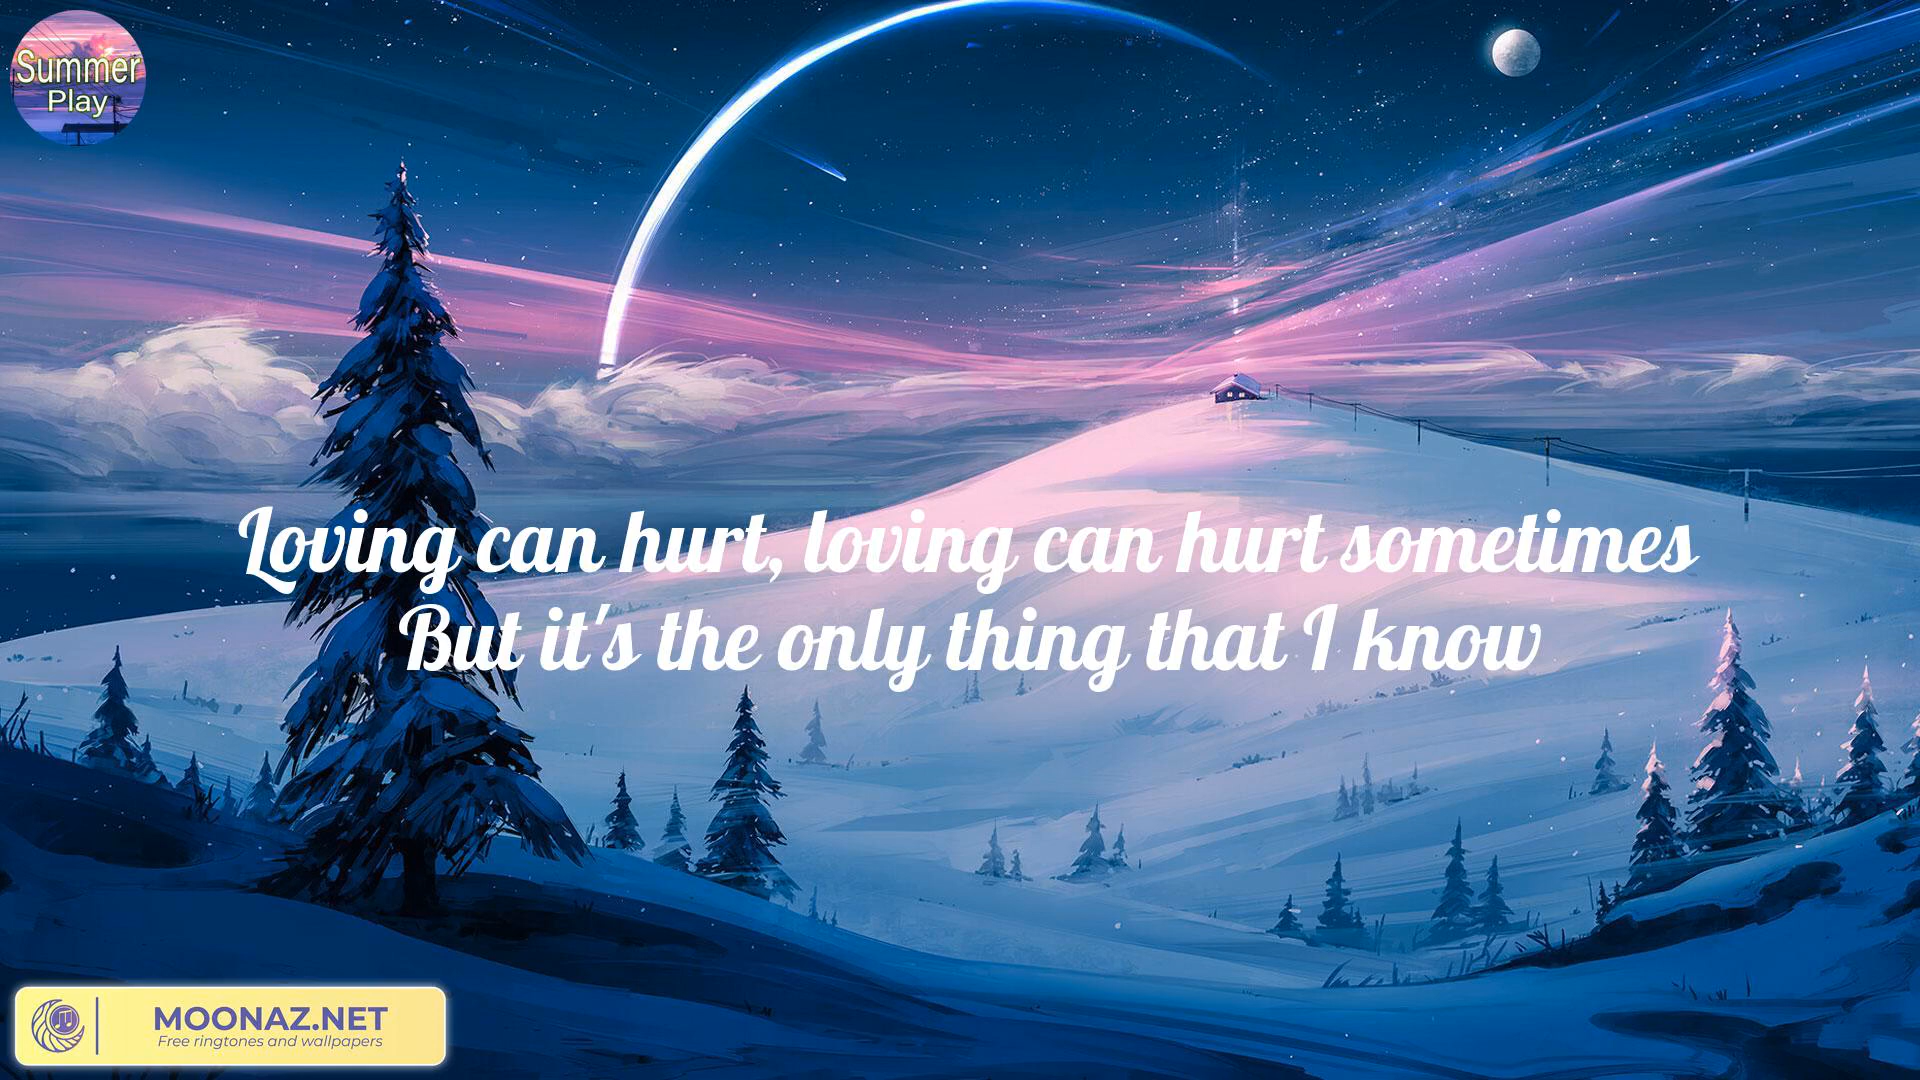 Summer
Play
Loving can hurt, loving can hurt sometimes
But it's the only thing that I know
MOONAZ.NET
Free ringtones and wallpapers